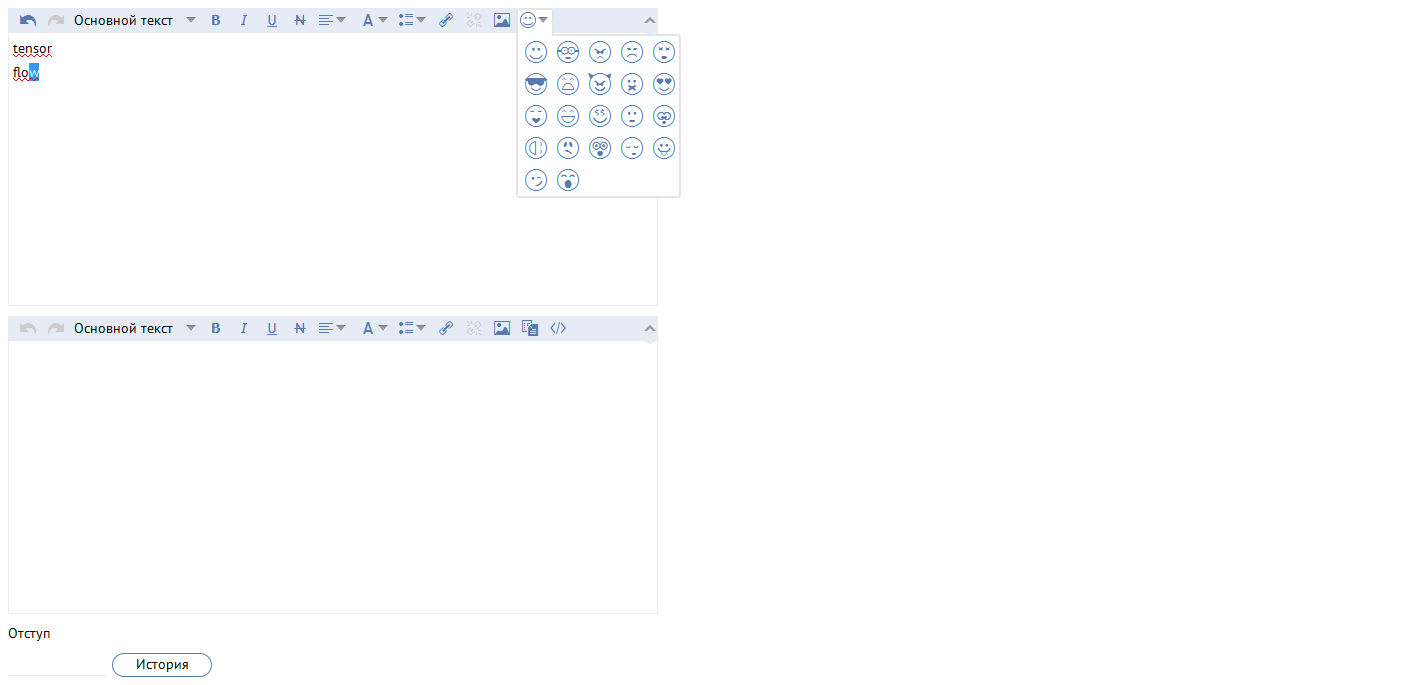 Основной текст B I U N A
tensor
flow
Основной текст B I U N A </>
Отступ
История